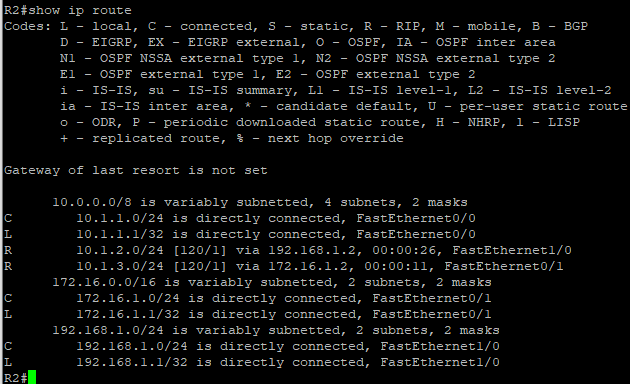 R2#show ip route
Codes: L - local, C - connected, S - static, R - RIP, M - mobile, B - BGP
       D - EIGRP, EX - EIGRP external, O - OSPF, IA - OSPF inter area
       N1 - OSPF NSSA external type 1, N2 - OSPF NSSA external type 2
       E1 - OSPF external type 1, E2 - OSPF external type 2
       i - IS-IS, su - IS-IS summary, L1 - IS-IS level-1, L2 - IS-IS level-2
       ia - IS-IS inter area, * - candidate default, U - per-user static route
       o - ODR, P - periodic downloaded static route, H - NHRP, l - LISP
       + - replicated route, % - next hop override

Gateway of last resort is not set

      10.0.0.0/8 is variably subnetted, 4 subnets, 2 masks
C        10.1.1.0/24 is directly connected, FastEthernet0/0
L        10.1.1.1/32 is directly connected, FastEthernet0/0
R        10.1.2.0/24 [120/1] via 192.168.1.2, 00:00:26, FastEthernet1/0
R        10.1.3.0/24 [120/1] via 172.16.1.2, 00:00:11, FastEthernet0/1
      172.16.0.0/16 is variably subnetted, 2 subnets, 2 masks
C        172.16.1.0/24 is directly connected, FastEthernet0/1
L        172.16.1.1/32 is directly connected, FastEthernet0/1
      192.168.1.0/24 is variably subnetted, 2 subnets, 2 masks
C        192.168.1.0/24 is directly connected, FastEthernet1/0
L        192.168.1.1/32 is directly connected, FastEthernet1/0
R2#